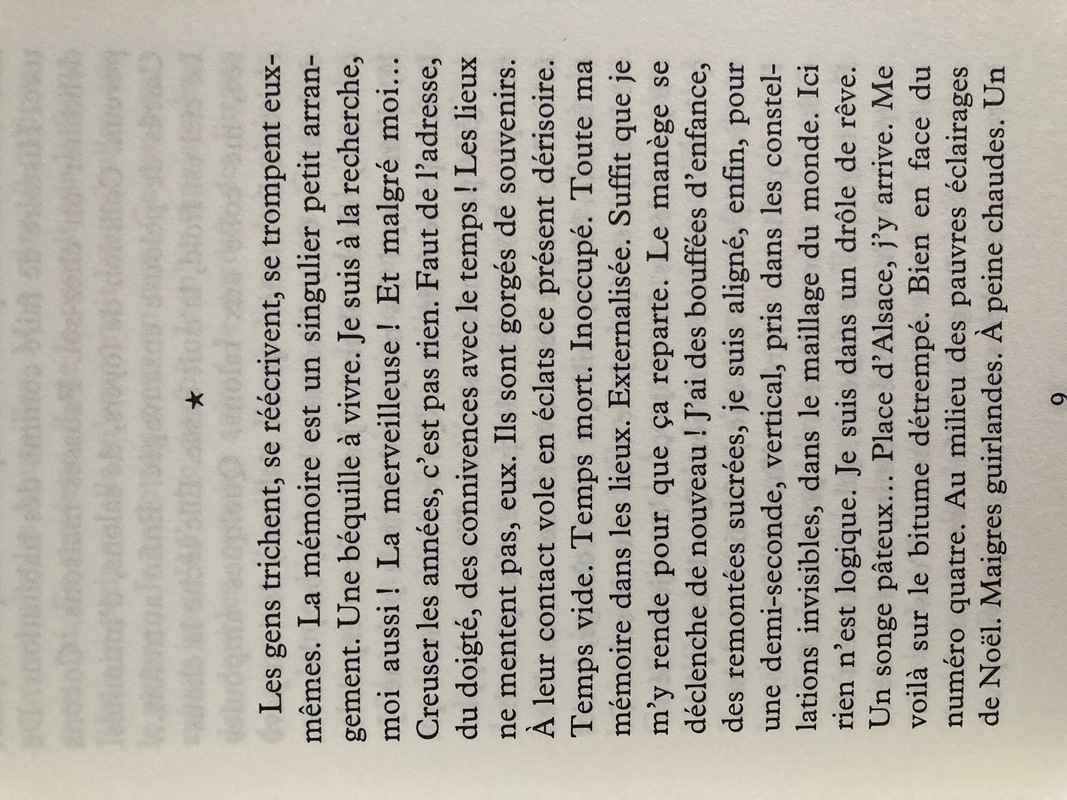 ★
Les gens trichent, se réécrivent, se trompent eux-
mêmes. La mémoire est un singulier petit arran-
gement. Une béquille à vivre. Je suis à la recherche,
moi aussi ! La merveilleuse ! Et malgré moi…
Creuser les années, c’est pas rien. Faut de l’adresse,
du doigté, des connivences avec le temps ! Les lieux
ne mentent pas, eux. Ils sont gorgés de souvenirs.
À leur contact vole en éclats ce présent dérisoire.
Temps vide. Temps mort. Inoccupé. Toute ma
mémoire dans les lieux. Externalisée. Suffit que je
m’y rende pour que ça reparte. Le manège se
déclenche de nouveau ! J’ai des bouffées d’enfance,
des remontées sucrées, je suis aligné, enfin, pour
une demi-seconde, vertical, pris dans les constel-
lations invisibles, dans le maillage du monde. Ici
rien n’est logique. Je suis dans un drôle de rêve.
Un songe pâteux… Place d’Alsace, j’y arrive. Me
voilà sur le bitume détrempé. Bien en face du
numéro quatre. Au milieu des pauvres éclairages
de Noël. Maigres guirlandes. À peine chaudes. Un
9